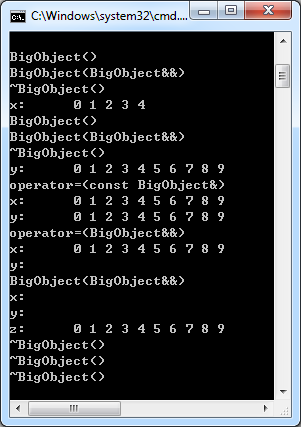 C:\Windows\system32\cmd....
BigObject()
BigObject(BigObject&&)
~BigObject()
x:      0 1 2 3 4
BigObject()
BigObject(BigObject&&)
~BigObject()
y:      0 1 2 3 4 5 6 7 8 9
operator=(const BigObject&)
x:      0 1 2 3 4 5 6 7 8 9
y:      0 1 2 3 4 5 6 7 8 9
operator=(BigObject&&)
x:      0 1 2 3 4 5 6 7 8 9
y:
BigObject(BigObject&&)
x:
y:
z:      0 1 2 3 4 5 6 7 8 9
~BigObject()
~BigObject()
~BigObject()